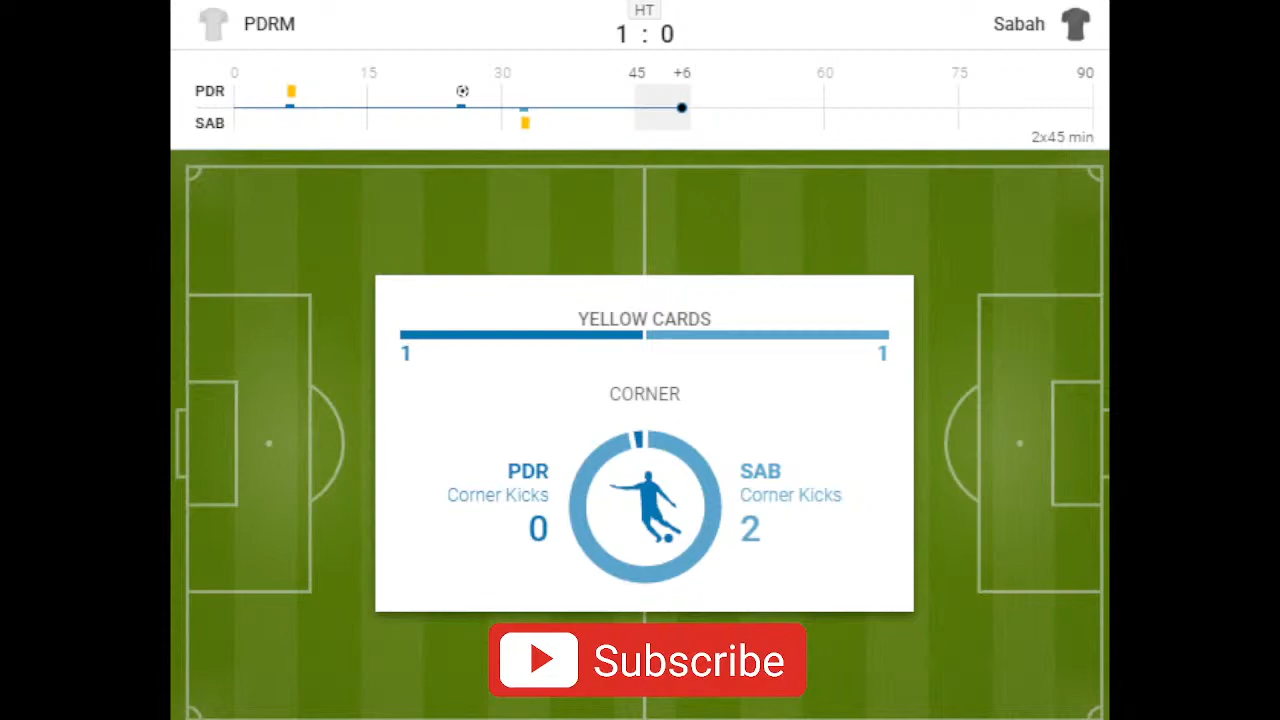 HT
PDRM
1 : 0
Sabah
0 15 30 45 +6 60 75 90
PDR
SAB
2x45 min
YELLOW CARDS
1 1
CORNER
PDR SAB
Corner Kicks Corner Kicks
0 2
Subscribe